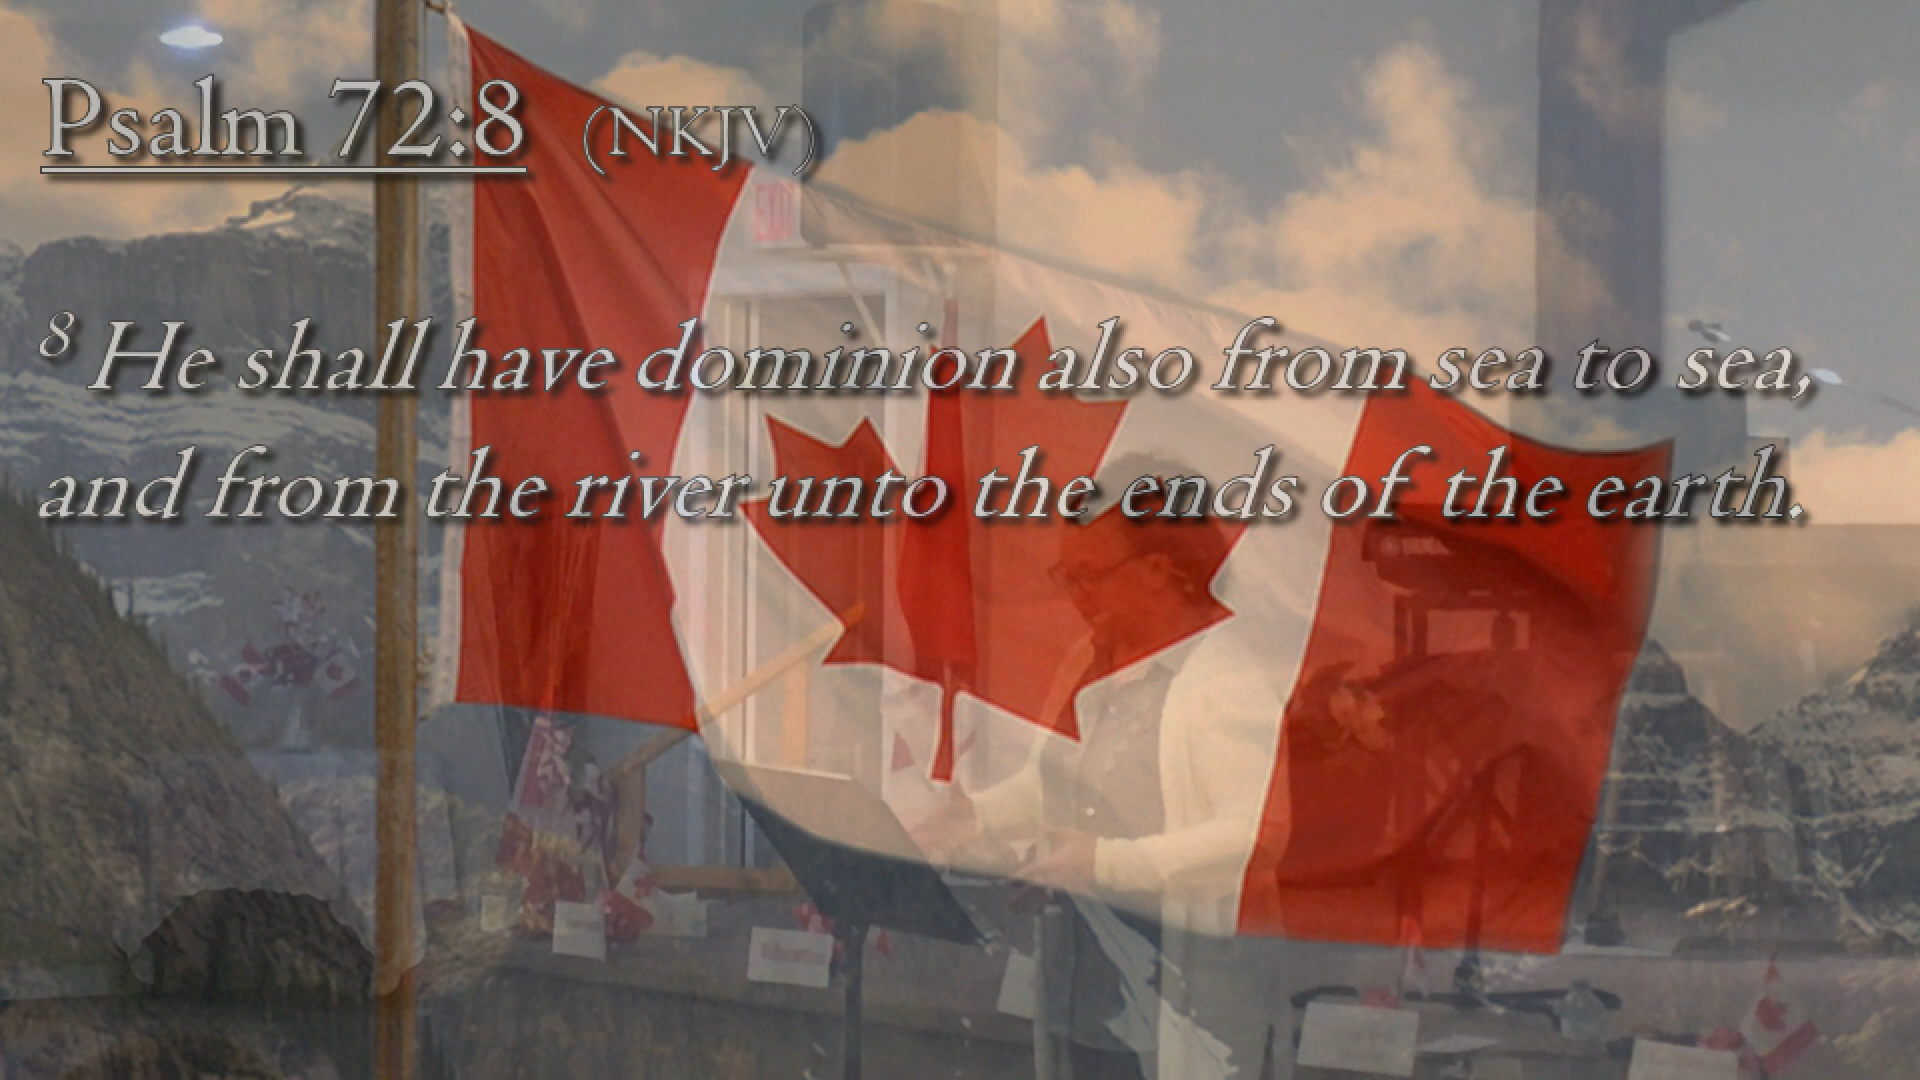 Psalm 72:8 (NKJV)
8 He shall have dominion also from sea to sea,
and from the river unto the ends of the earth.